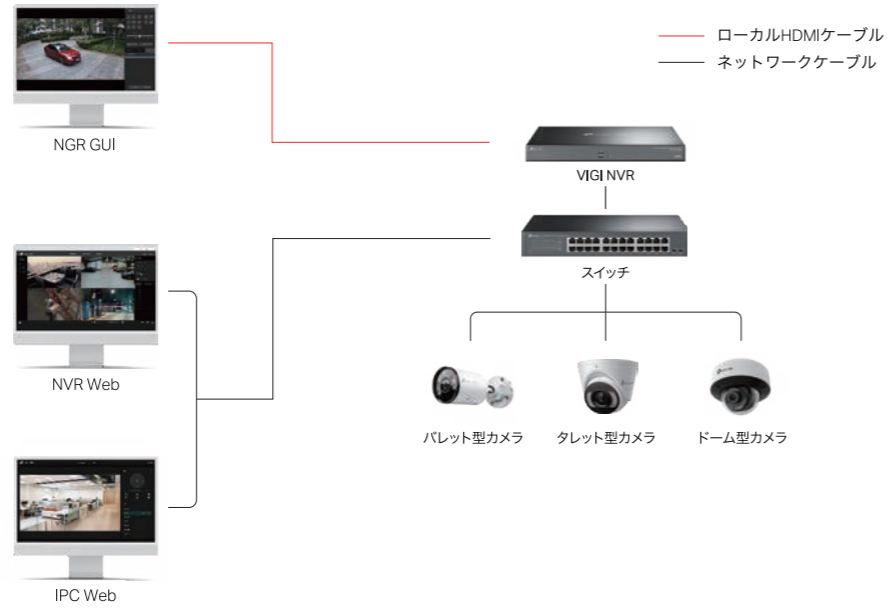 ローカルHDMIケーブル
ネットワークケーブル
NGR GUI
VIGI NVR
スイッチ
NVR Web
バレット型カメラ
タレット型カメラ
ドーム型カメラ
IPC Web